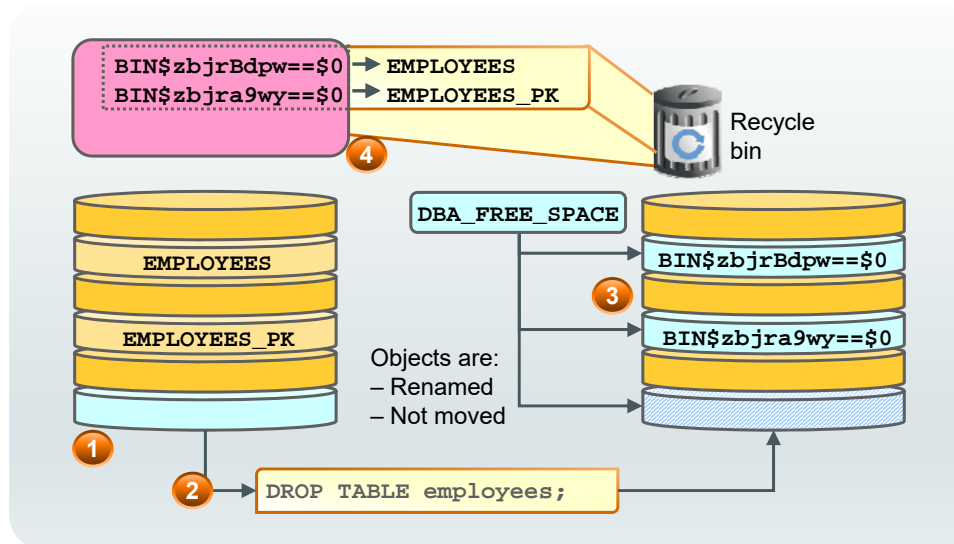 BIN$zbjrBdpw==$0 EMPLOYEES
BIN$zbjra9wy==$0 EMPLOYEES_PK
Recycle
bin
4
DBA_FREE_SPACE
EMPLOYEES
BIN$zbjrBdpw==$0
3
EMPLOYEES_PK
BIN$zbjra9wy==$0
Objects are:
– Renamed
– Not moved
1
2
DROP TABLE employees;